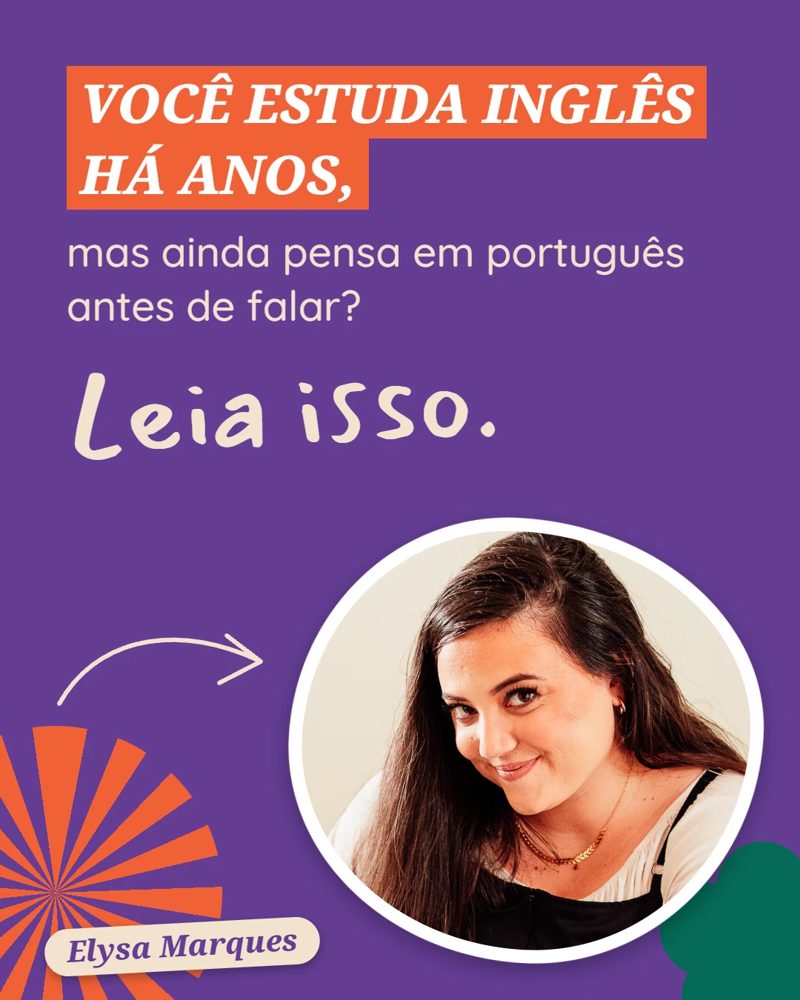 VOCÊ ESTUDA INGLÊS
HÁ ANOS,
mas ainda pensa em português
antes de falar?
Leia isso.
Elysa Marques